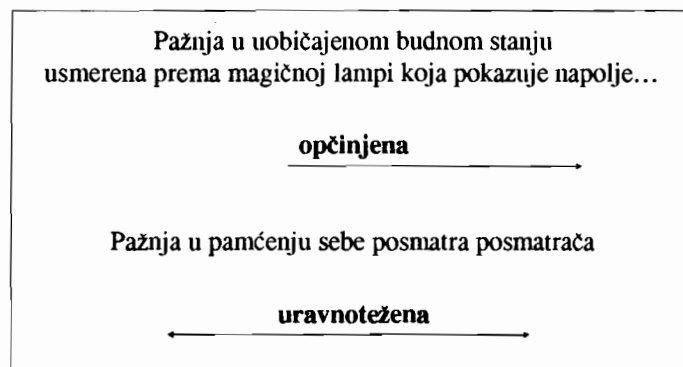 Pažnja u uobičajenom budnom stanju
usmerena prema magičnoj lampi koja pokazuje napolje…
opčinjena
Pažnja u pamćenju sebe posmatra posmatrača
uravnotežena